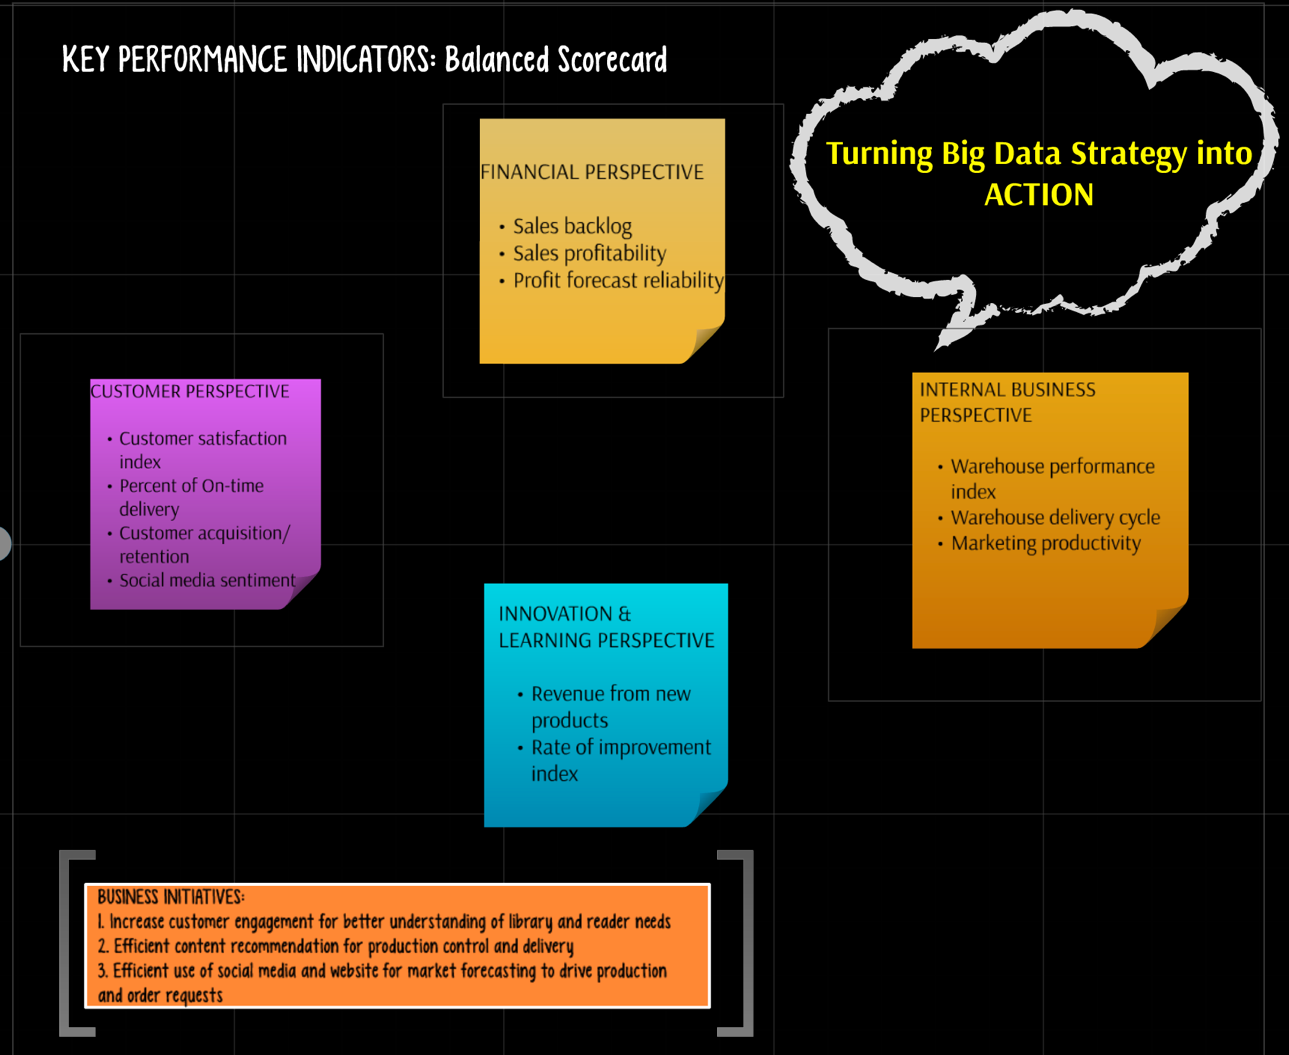 KEY PERFORMANCE INDICATORS: Balanced Scorecard
Turning Big Data Strategy into
ACTION
FINANCIAL PERSPECTIVE
• Sales backlog
• Sales profitability
• Profit forecast reliability
CUSTOMER PERSPECTIVE
• Customer satisfaction
index
• Percent of On-time
delivery
• Customer acquisition/
retention
• Social media sentiment
INTERNAL BUSINESS
PERSPECTIVE
• Warehouse performance
index
• Warehouse delivery cycle
• Marketing productivity
INNOVATION &
LEARNING PERSPECTIVE
• Revenue from new
products
• Rate of improvement
index
BUSINESS INITIATIVES:
1. Increase customer engagement for better understanding of library and reader needs
2. Efficient content recommendation for production control and delivery
3. Efficient use of social media and website for market forecasting to drive production
and order requests